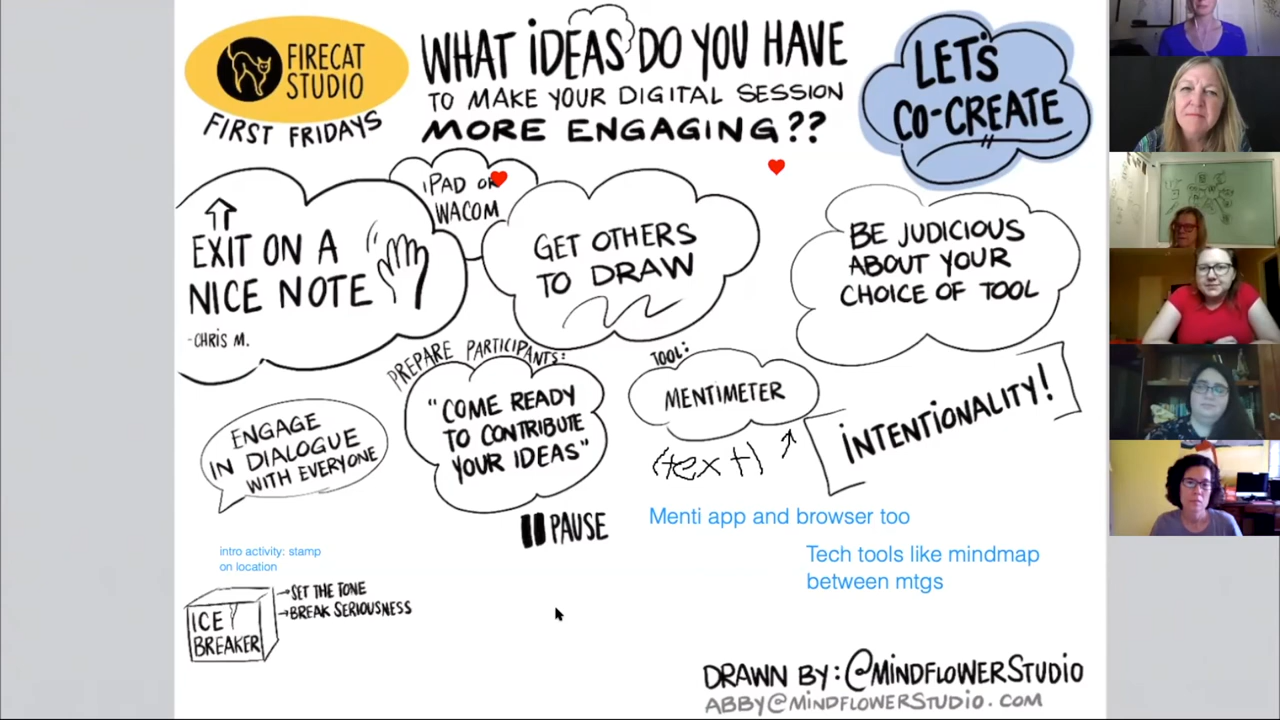 FIRECAT
STUDIO
FIRST FRIDAYS
WHAT iDEAS DO YOU HAVE
TO MAKE YOUR DIGITAL SESSION
MORE ENGAGING??
LET'S
CO-CREATE
EXIT ON A
NICE NOTE
-CHRIS M.
iPAD OR
WACOM
GET OTHERS
TO DRAW
BE JUDICIOUS
ABOUT YOUR
CHOICE OF TOOL
ENGAGE
IN DIALOGUE
WITH EVERYONE
PREPARE PARTICIPANTS:
"COME READY
TO CONTRIBUTE
YOUR IDEAS"
TOOL:
MENTIMETER
(text)
iNTENTIONALITY!
PAUSE
Menti app and browser too
Tech tools like mindmap
between mtgs
intro activity: stamp
on location
ICE
BREAKER
SET THE TONE
BREAK SERIOUSNESS
DRAWN BY: @MiNDFLOWERSTUDIO
ABBY@MINDFLOWERSTUDIO.COM